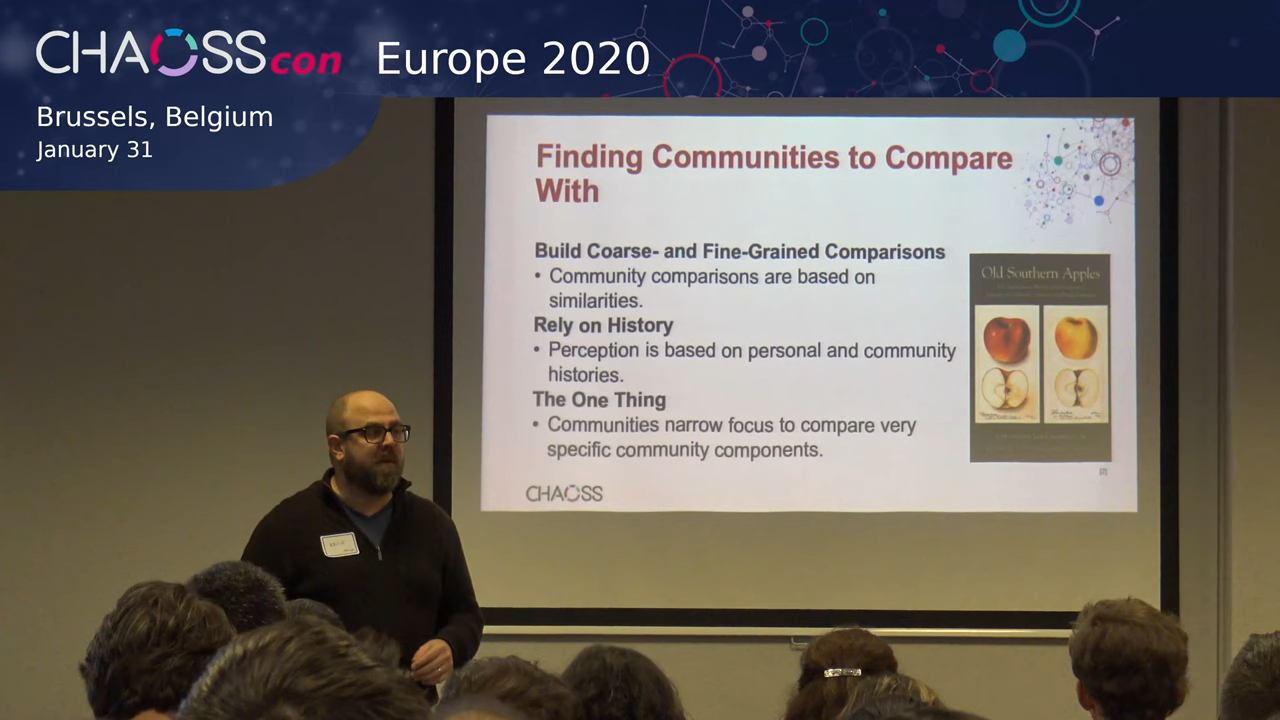 CHAOSScon Europe 2020
Brussels, Belgium
January 31
Finding Communities to Compare
With
Build Coarse- and Fine-Grained Comparisons
• Community comparisons are based on
similarities.
Rely on History
• Perception is based on personal and community
histories.
The One Thing
• Communities narrow focus to compare very
specific community components.
Old Southern Apples
CHAOSS